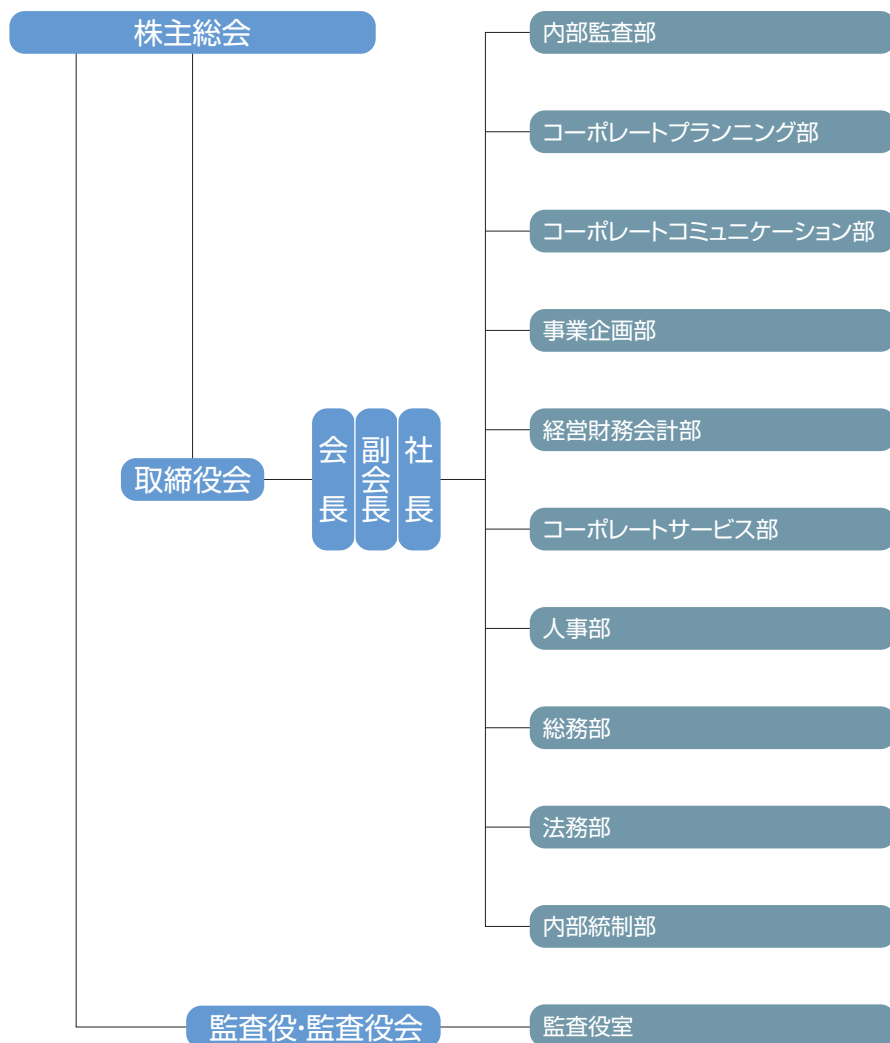 株主総会
内部監査部
コーポレートプランニング部
コーポレートコミュニケーション部
事業企画部
取締役会
会長
副会長
社長
経営財務会計部
コーポレートサービス部
人事部
総務部
法務部
内部統制部
監査役・監査役会
監査役室